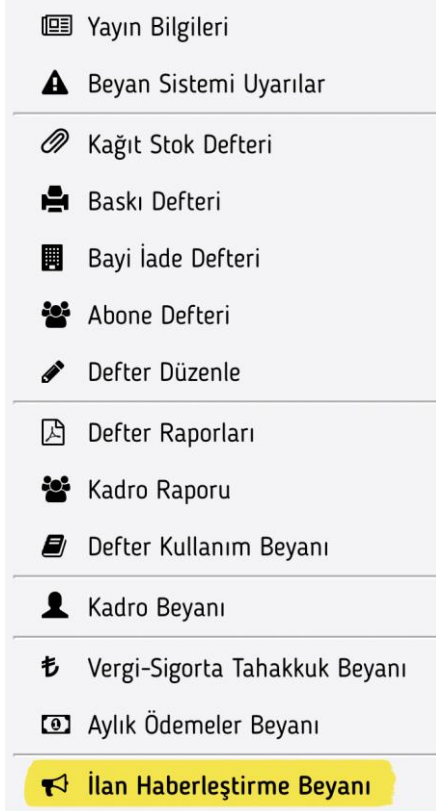 Yayın Bilgileri
Beyan Sistemi Uyarılar
Kağıt Stok Defteri
Baskı Defteri
Bayi İade Defteri
Abone Defteri
Defter Düzenle
Defter Raporları
Kadro Raporu
Defter Kullanım Beyanı
Kadro Beyanı
Vergi-Sigorta Tahakkuk Beyanı
Aylık Ödemeler Beyanı
İlan Haberleştirme Beyanı